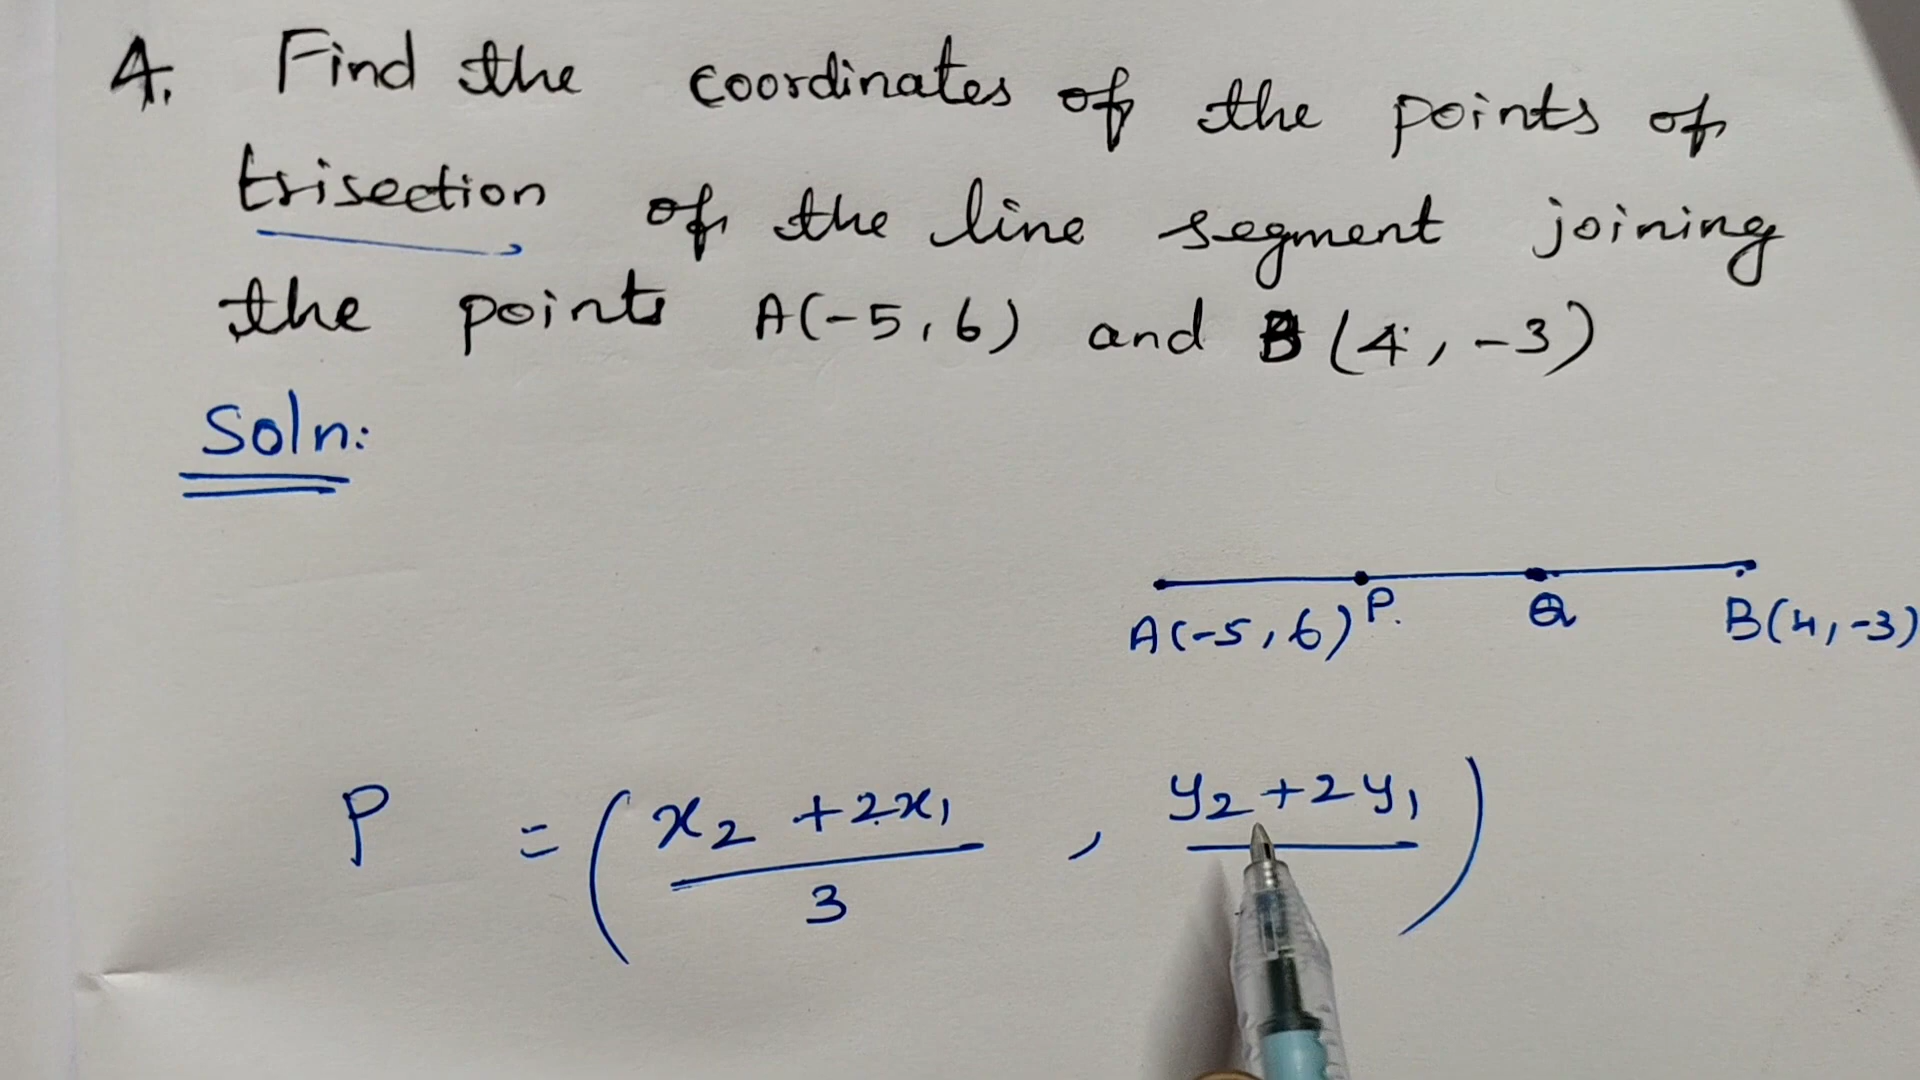 4. Find the coordinates of the points of
trisection of the line segment joining
the points A(-5,6) and B(4,-3)
Soln:
A(-5,6) P. Q B(4,-3)
P = ( x₂ + 2x₁ / 3 , y₂ + 2y₁ )